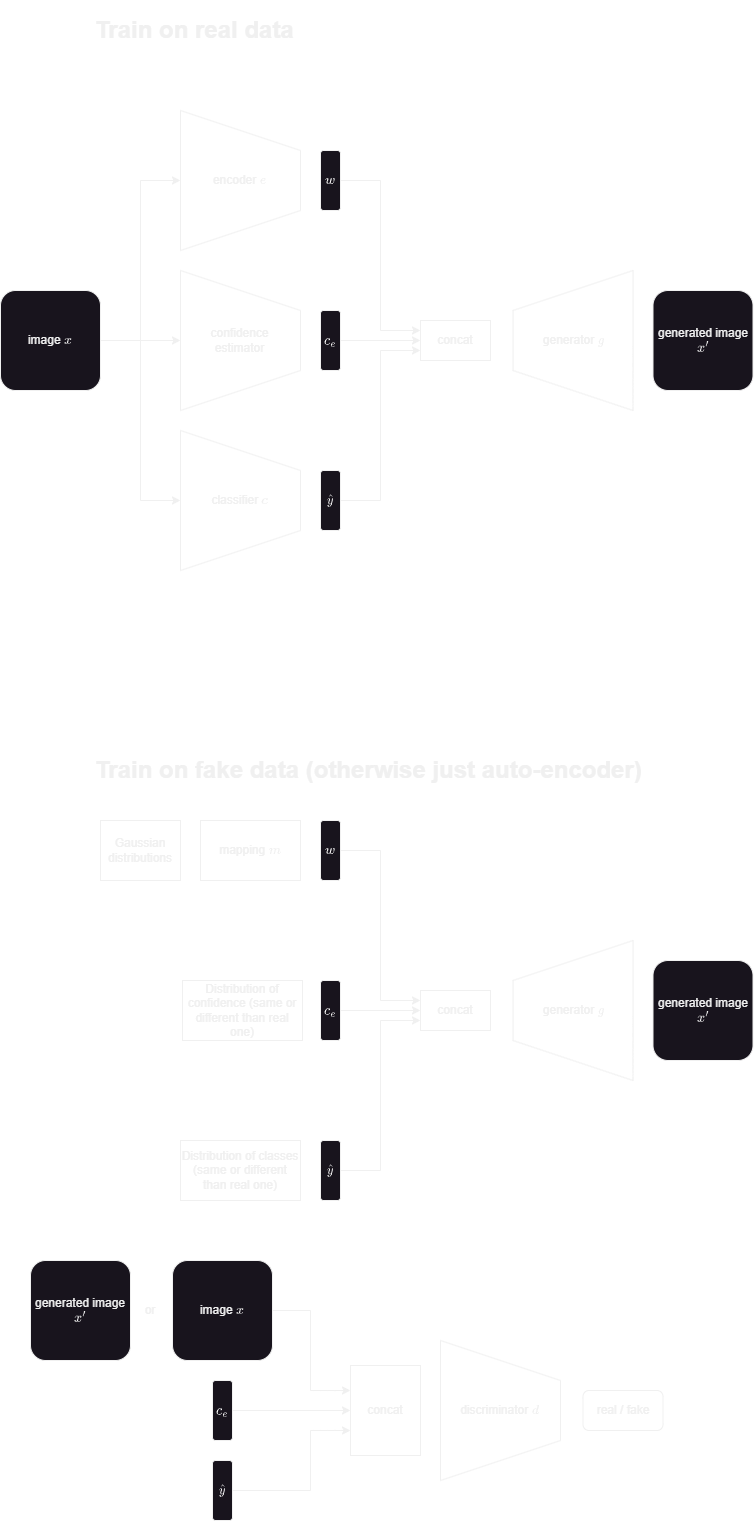 Train on real data
encoder e
w
image x
confidence
estimator
c_e
concat
generator g
generated image
x′
classifier c
ŷ
Train on fake data (otherwise just auto-encoder)
Gaussian
distributions
mapping m
w
Distribution of
confidence (same or
different than real
one)
c_e
concat
generator g
generated image
x′
Distribution of classes
(same or different
than real one)
ŷ
generated image
x′
or
image x
c_e
ŷ
concat
discriminator d
real / fake